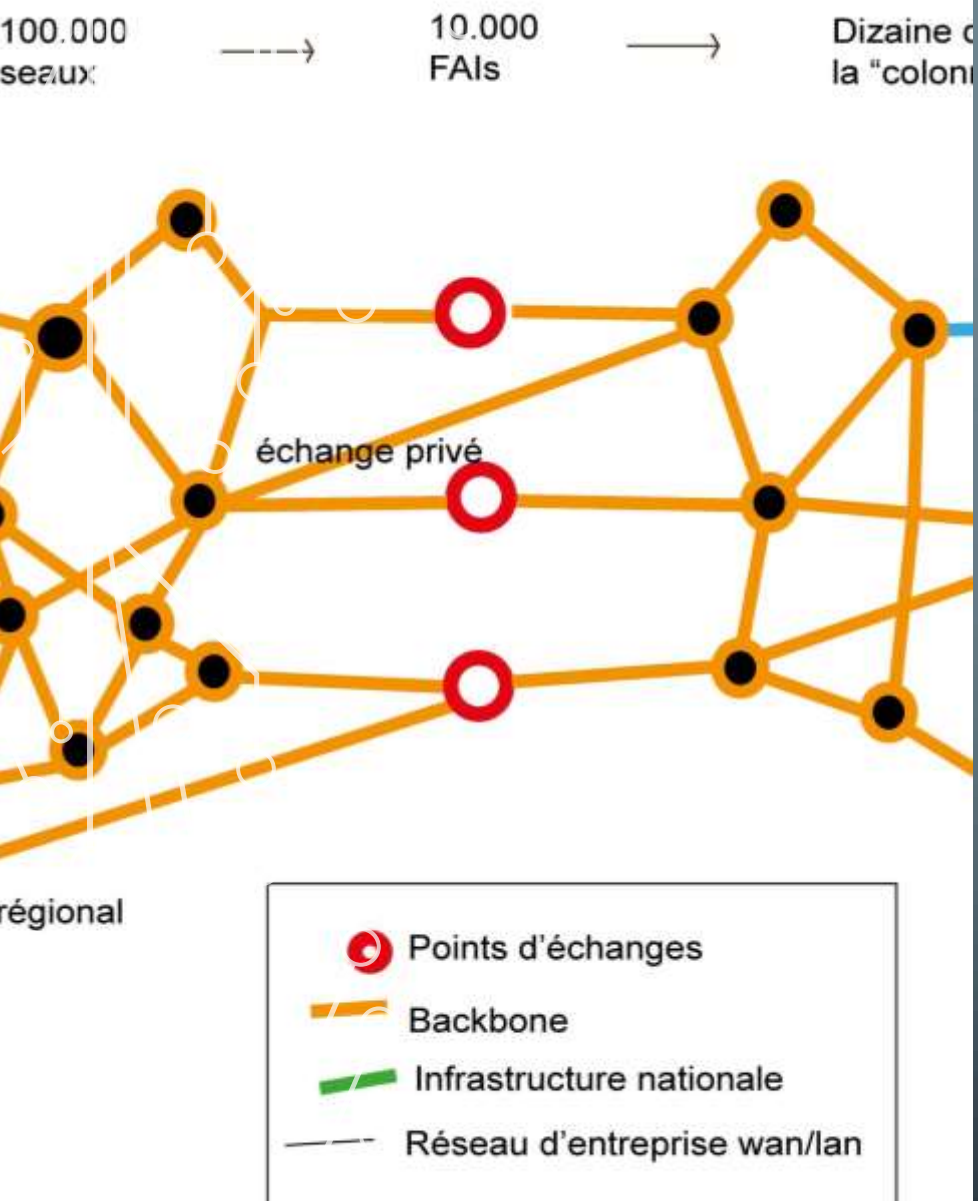 100.000
seaux
10.000
FAIs
Dizaine
la “colon
échange privé
régional
Points d’échanges
Backbone
Infrastructure nationale
Réseau d’entreprise wan/lan